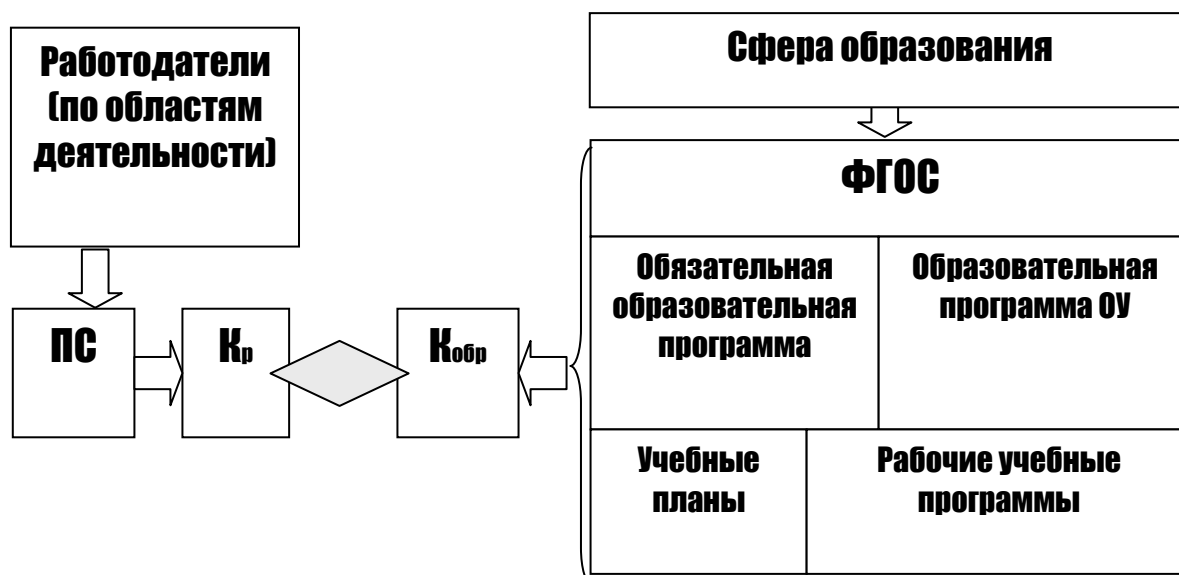 Работодатели
(по областям
деятельности)
Сфера образования
ФГОС
Обязательная
образовательная
программа
Образовательная
программа ОУ
ПС
Кр
Кобр
Учебные
планы
Рабочие учебные
программы